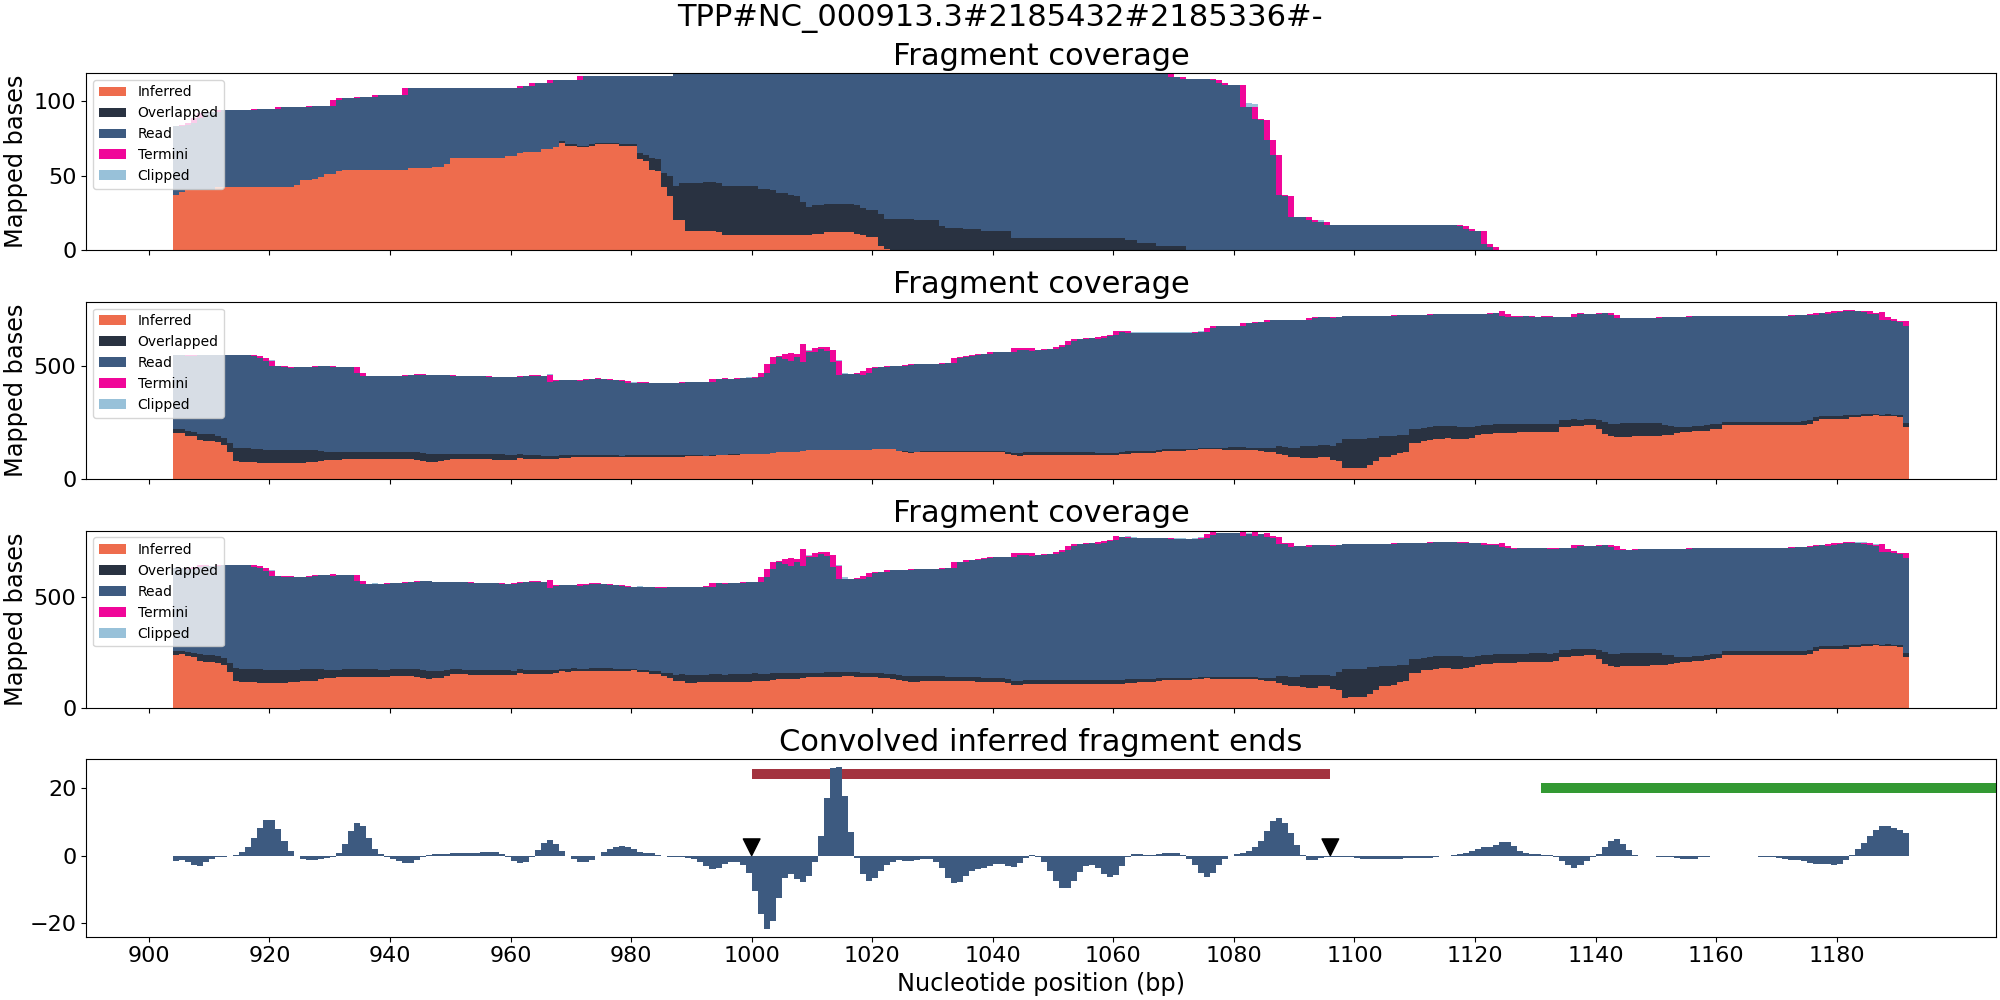 TPP#NC_000913.3#2185432#2185336#-
Fragment coverage
Mapped bases
100
50
0
Inferred
Overlapped
Read
Termini
Clipped
Fragment coverage
Mapped bases
500
0
Inferred
Overlapped
Read
Termini
Clipped
Fragment coverage
Mapped bases
500
0
Inferred
Overlapped
Read
Termini
Clipped
Convolved inferred fragment ends
20
0
−20
900 920 940 960 980 1000 1020 1040 1060 1080 1100 1120 1140 1160 1180
Nucleotide position (bp)